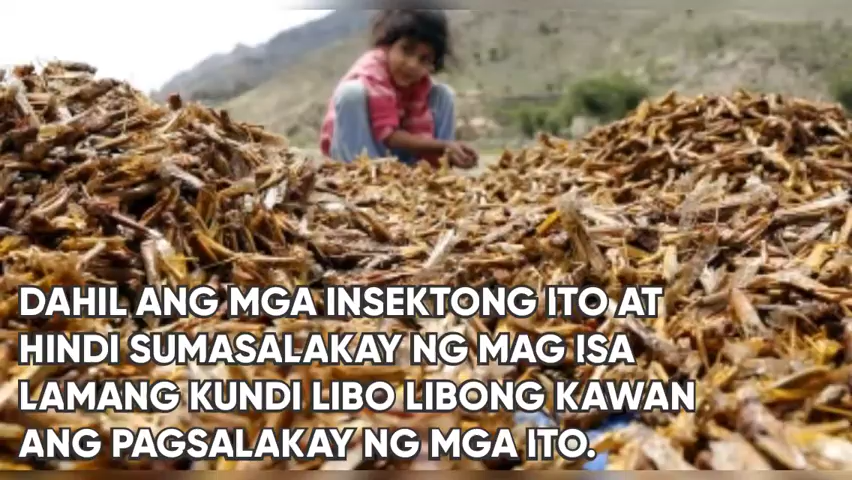 DAHIL ANG MGA INSEKTONG ITO AT
HINDI SUMASALAKAY NG MAG ISA
LAMANG KUNDI LIBO LIBONG KAWAN
ANG PAGSALAKAY NG MGA ITO.